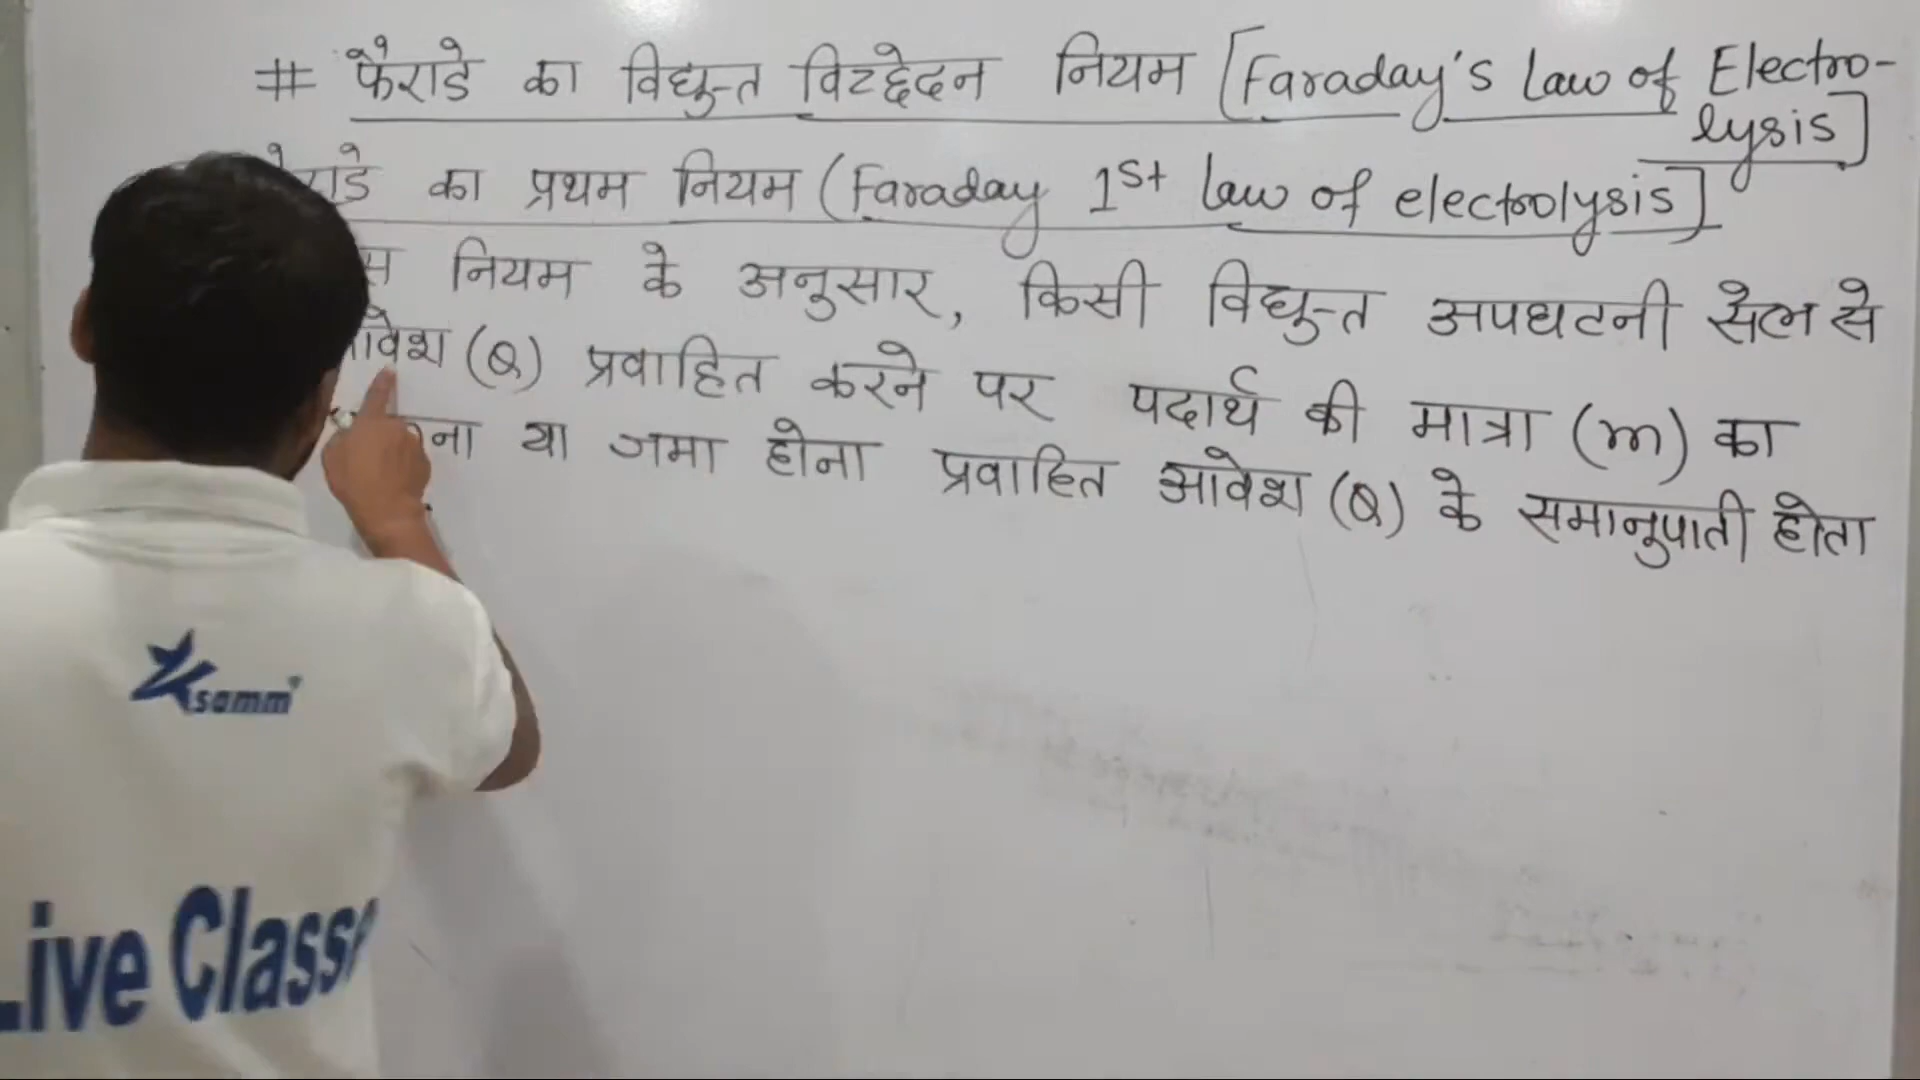 # फैराडे का विद्युत विच्छेदन नियम [Faraday's Law of Electro-
lysis]
का प्रथम नियम (Faraday 1st law of electrolysis]
नियम के अनुसार, किसी विद्युत अपघटनी सेल से
(Q) प्रवाहित करने पर पदार्थ की मात्रा (m) का
या जमा होना प्रवाहित आवेश (Q) के समानुपाती होता
samm
Live Class